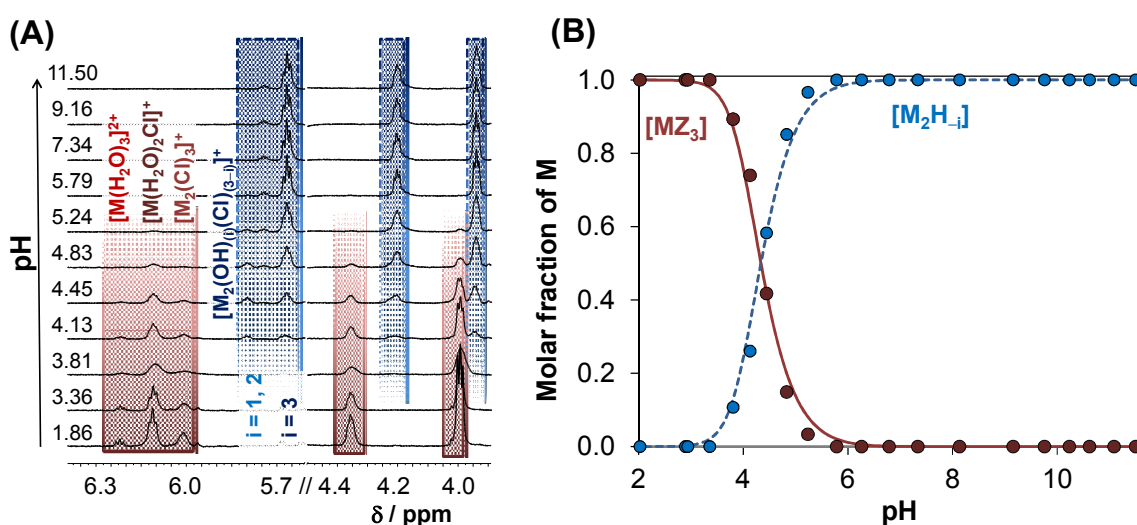 (A)
pH
11.50
9.16
7.34
5.79
5.24
4.83
4.45
4.13
3.81
3.36
1.86
[M(H₂O)₃]²⁺
[M(H₂O)₂Cl]⁺
[M₂(Cl)₃]⁺
[M₂(OH)₍ᵢ₎(Cl)₍₃₋ᵢ₎]⁺
i = 1, 2
i = 3
6.3 6.0 5.7 // 4.4 4.2 4.0
δ / ppm
(B)
Molar fraction of M
1.0
0.8
0.6
0.4
0.2
0.0
[MZ₃]
[M₂H₋ᵢ]
2 4 6 8 10
pH